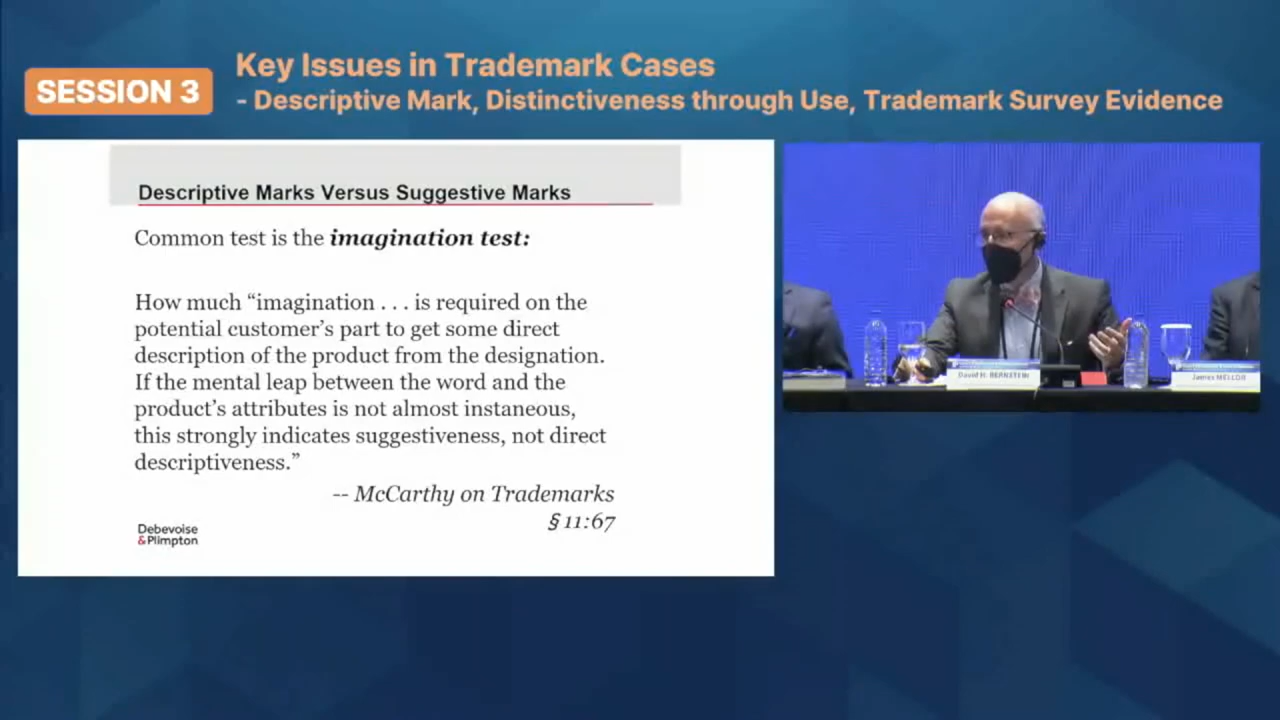 SESSION 3
Key Issues in Trademark Cases
- Descriptive Mark, Distinctiveness through Use, Trademark Survey Evidence
Descriptive Marks Versus Suggestive Marks
Common test is the imagination test:
How much “imagination . . . is required on the
potential customer’s part to get some direct
description of the product from the designation.
If the mental leap between the word and the
product’s attributes is not almost instaneous,
this strongly indicates suggestiveness, not direct
descriptiveness.”
-- McCarthy on Trademarks
§ 11:67
Debevoise
&Plimpton
David H. BERNSTEIN
James MELLOR